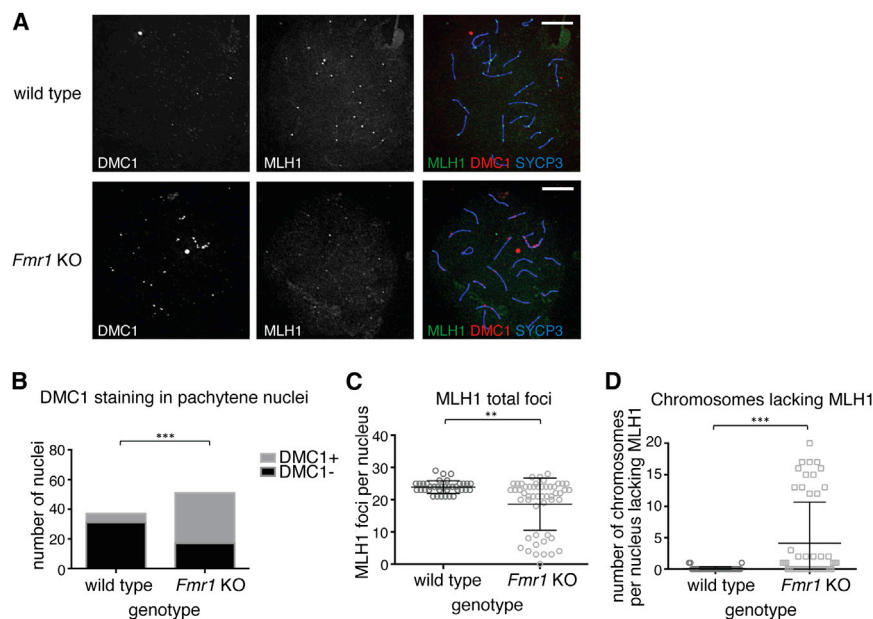 A
wild type
DMC1
MLH1
MLH1 DMC1 SYCP3
Fmr1 KO
DMC1
MLH1
MLH1 DMC1 SYCP3
B
DMC1 staining in pachytene nuclei
***
DMC1+
DMC1-
number of nuclei
80
60
40
20
0
wild type
Fmr1 KO
genotype
C
MLH1 total foci
**
MLH1 foci per nucleus
40
30
20
10
0
wild type
Fmr1 KO
genotype
D
Chromosomes lacking MLH1
***
number of chromosomes
per nucleus lacking MLH1
20
15
10
5
0
wild type
Fmr1 KO
genotype